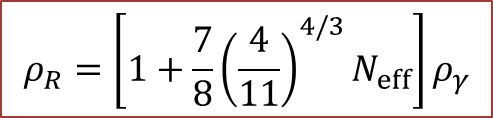 ρ_R = [1 + 7/8 (4/11)^{4/3} N_eff] ρ_γ